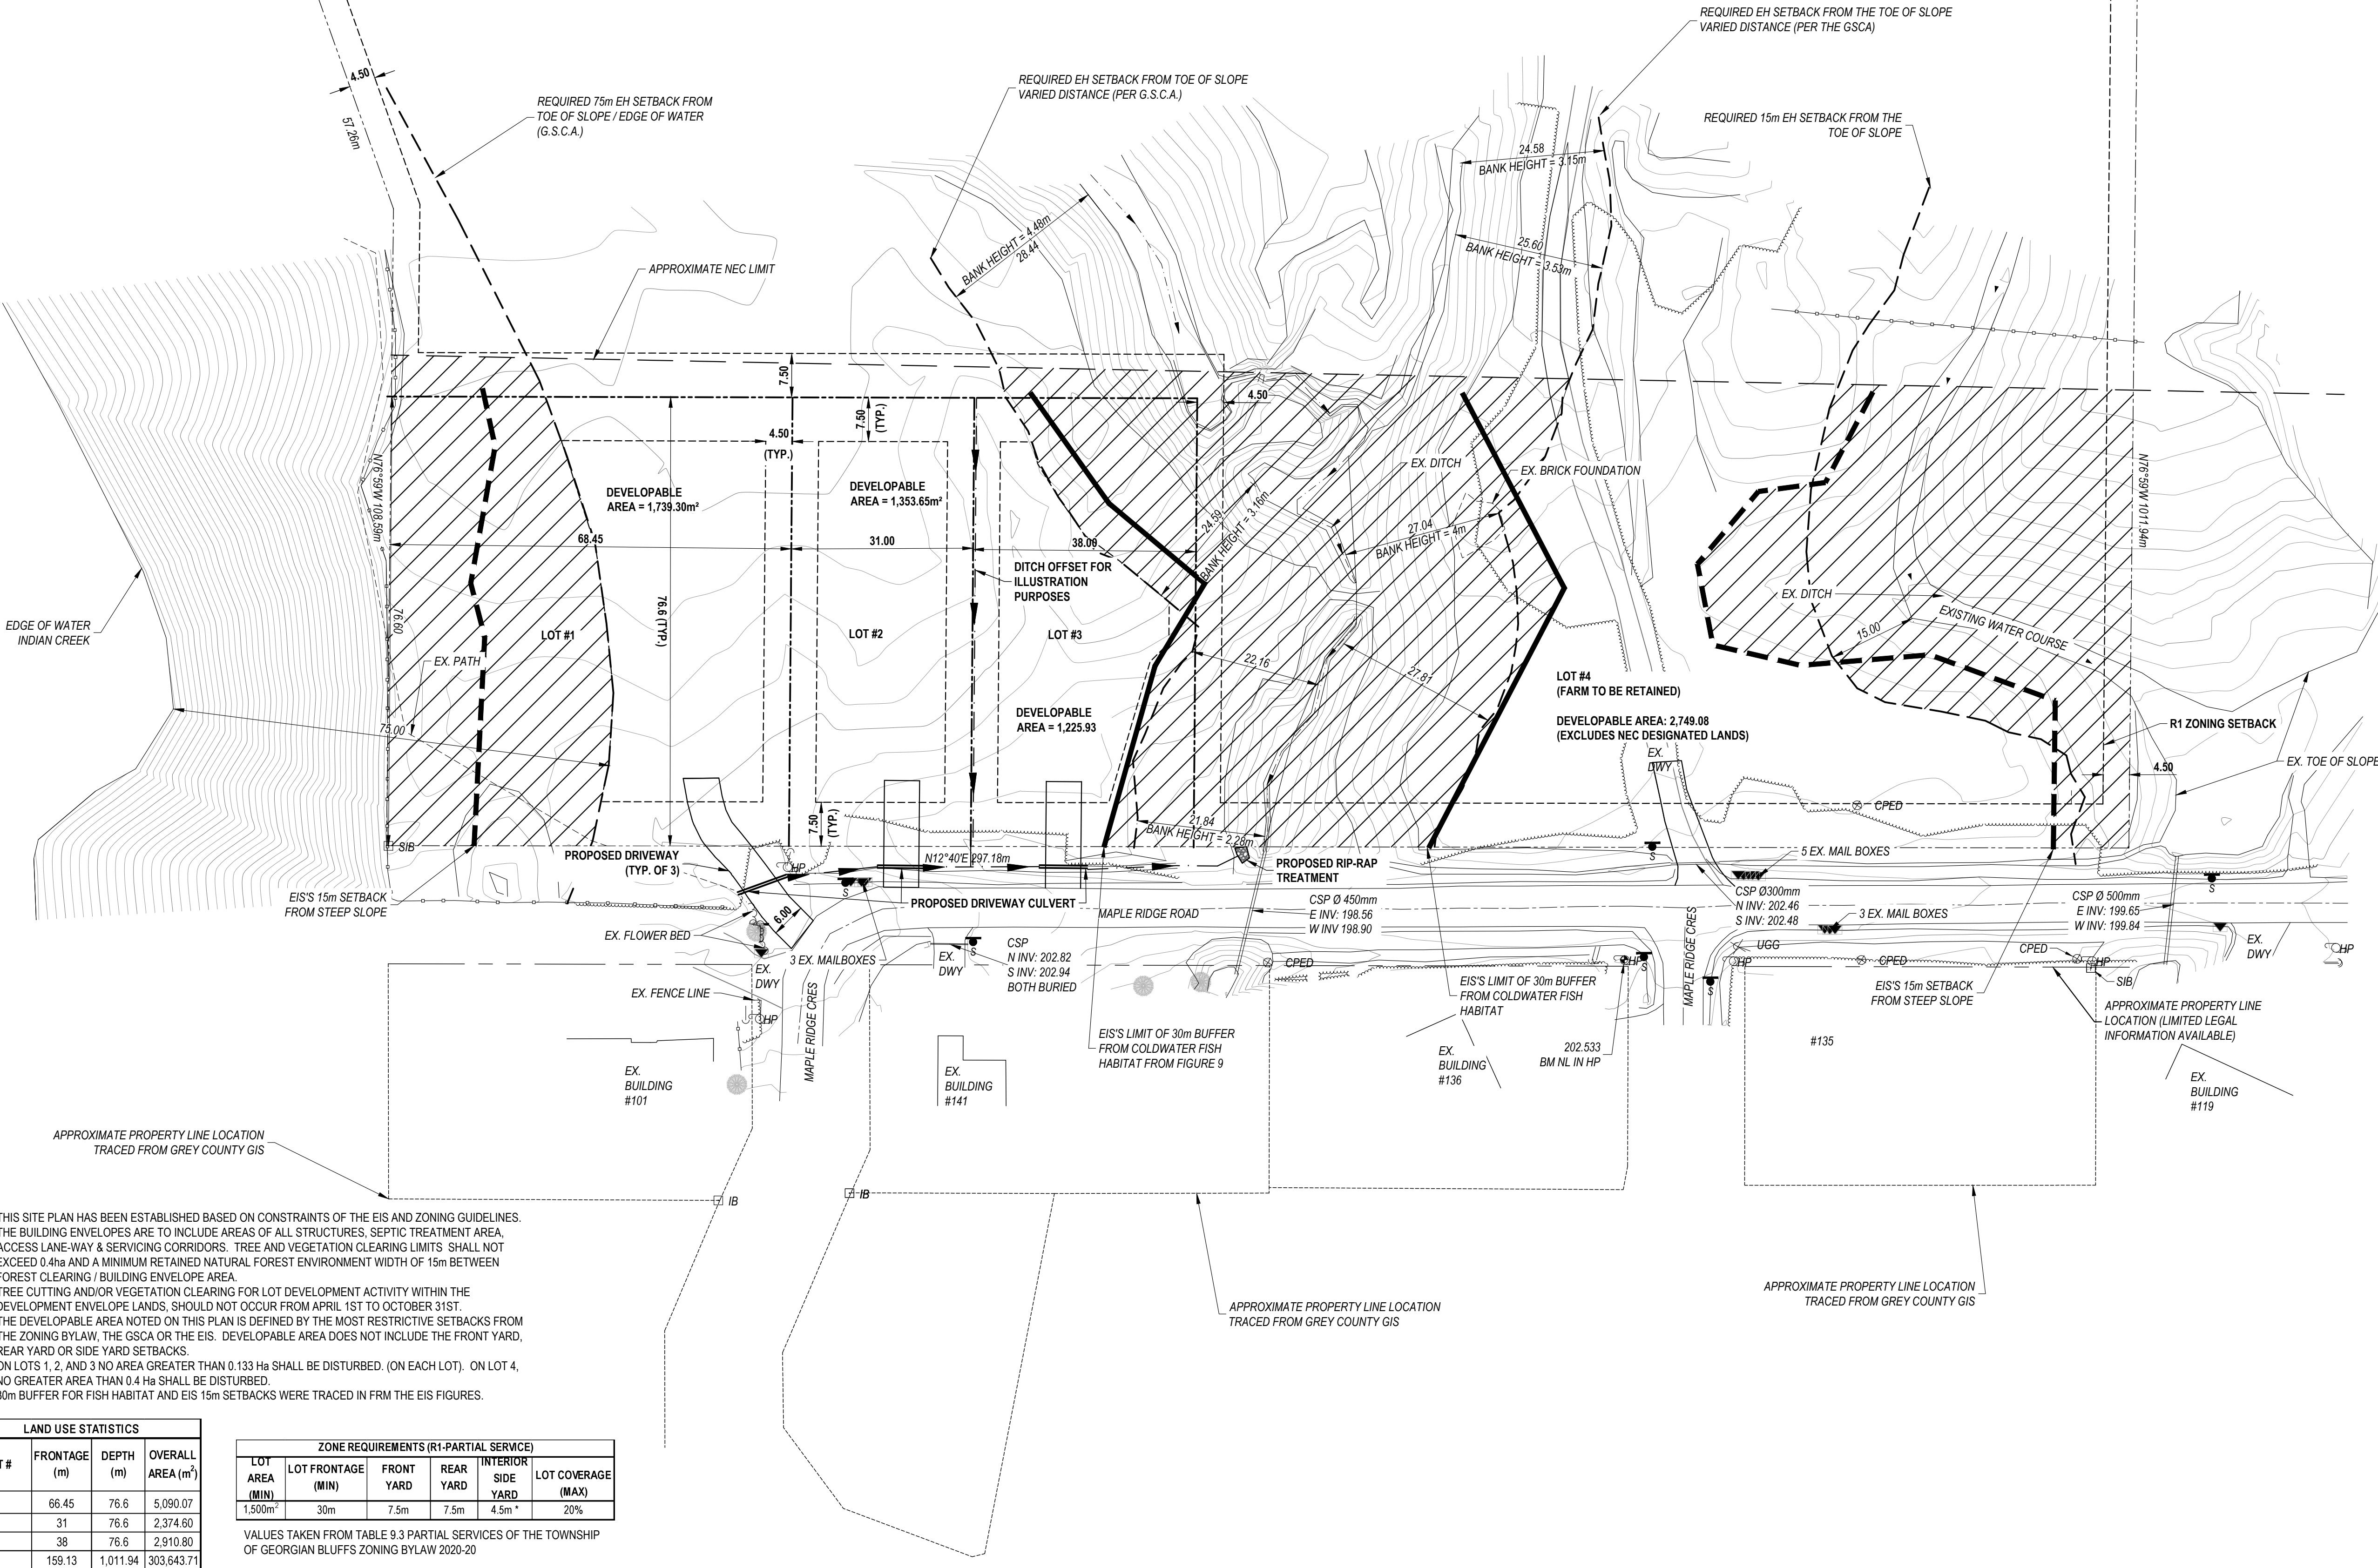 REQUIRED EH SETBACK FROM THE TOE OF SLOPE
VARIED DISTANCE (PER THE GSCA)
4.50
57.26m
REQUIRED 75m EH SETBACK FROM
TOE OF SLOPE / EDGE OF WATER
(G.S.C.A.)
REQUIRED EH SETBACK FROM TOE OF SLOPE
VARIED DISTANCE (PER G.S.C.A.)
REQUIRED 15m EH SETBACK FROM THE
TOE OF SLOPE
24.58
BANK HEIGHT = 3.15m
25.60
BANK HEIGHT = 3.53m
BANK HEIGHT = 4.48m
28.44
APPROXIMATE NEC LIMIT
7.50
7.50
(TYP.)
4.50
4.50
(TYP.)
N76°59'W 108.59m
DEVELOPABLE
AREA = 1,739.30m²
DEVELOPABLE
AREA = 1,353.65m²
EX. DITCH
EX. BRICK FOUNDATION
N76°59'W 1011.94m
24.59
BANK HEIGHT = 3.16m
27.04
BANK HEIGHT = 4m
68.45
31.00
38.00
DITCH OFFSET FOR
ILLUSTRATION
PURPOSES
76.6 (TYP.)
76.60
EDGE OF WATER
INDIAN CREEK
LOT #1
LOT #2
LOT #3
EX. PATH
EX. DITCH
EXISTING WATER COURSE
15.00
22.16
27.81
LOT #4
(FARM TO BE RETAINED)
DEVELOPABLE AREA: 2,749.08
(EXCLUDES NEC DESIGNATED LANDS)
DEVELOPABLE
AREA = 1,225.93
75.00
R1 ZONING SETBACK
EX. TOE OF SLOPE
4.50
EX.
DWY
CPED
7.50
(TYP.)
21.84
BANK HEIGHT = 2.28m
SIB
N12°40'E 297.18m
PROPOSED DRIVEWAY
(TYP. OF 3)
HP
S
PROPOSED RIP-RAP
TREATMENT
S
5 EX. MAIL BOXES
S
EIS'S 15m SETBACK
FROM STEEP SLOPE
PROPOSED DRIVEWAY CULVERT
6.00
MAPLE RIDGE ROAD
CSP Ø 450mm
E INV: 198.56
W INV 198.90
CSP Ø300mm
N INV: 202.46
S INV: 202.48
3 EX. MAIL BOXES
CSP Ø 500mm
E INV: 199.65
W INV: 199.84
EX. FLOWER BED
3 EX. MAILBOXES
EX.
DWY
EX.
DWY
S
CSP
N INV: 202.82
S INV: 202.94
BOTH BURIED
CPED
HP
S
MAPLE RIDGE CRES
UGG
HP
S
CPED
CPED
HP
SIB
EX.
DWY
HP
EX. FENCE LINE
HP
MAPLE RIDGE CRES
EIS'S LIMIT OF 30m BUFFER
FROM COLDWATER FISH
HABITAT FROM FIGURE 9
EIS'S LIMIT OF 30m BUFFER
FROM COLDWATER FISH
HABITAT
202.533
BM NL IN HP
EIS'S 15m SETBACK
FROM STEEP SLOPE
APPROXIMATE PROPERTY LINE
LOCATION (LIMITED LEGAL
INFORMATION AVAILABLE)
EX.
BUILDING
#101
EX.
BUILDING
#141
EX.
BUILDING
#136
#135
EX.
BUILDING
#119
APPROXIMATE PROPERTY LINE LOCATION
TRACED FROM GREY COUNTY GIS
IB
IB
APPROXIMATE PROPERTY LINE LOCATION
TRACED FROM GREY COUNTY GIS
APPROXIMATE PROPERTY LINE LOCATION
TRACED FROM GREY COUNTY GIS
THIS SITE PLAN HAS BEEN ESTABLISHED BASED ON CONSTRAINTS OF THE EIS AND ZONING GUIDELINES.
THE BUILDING ENVELOPES ARE TO INCLUDE AREAS OF ALL STRUCTURES, SEPTIC TREATMENT AREA,
ACCESS LANE-WAY & SERVICING CORRIDORS. TREE AND VEGETATION CLEARING LIMITS SHALL NOT
EXCEED 0.4ha AND A MINIMUM RETAINED NATURAL FOREST ENVIRONMENT WIDTH OF 15m BETWEEN
FOREST CLEARING / BUILDING ENVELOPE AREA.
TREE CUTTING AND/OR VEGETATION CLEARING FOR LOT DEVELOPMENT ACTIVITY WITHIN THE
DEVELOPMENT ENVELOPE LANDS, SHOULD NOT OCCUR FROM APRIL 1ST TO OCTOBER 31ST.
THE DEVELOPABLE AREA NOTED ON THIS PLAN IS DEFINED BY THE MOST RESTRICTIVE SETBACKS FROM
THE ZONING BYLAW, THE GSCA OR THE EIS. DEVELOPABLE AREA DOES NOT INCLUDE THE FRONT YARD,
REAR YARD OR SIDE YARD SETBACKS.
ON LOTS 1, 2, AND 3 NO AREA GREATER THAN 0.133 Ha SHALL BE DISTURBED. (ON EACH LOT). ON LOT 4,
NO GREATER AREA THAN 0.4 Ha SHALL BE DISTURBED.
30m BUFFER FOR FISH HABITAT AND EIS 15m SETBACKS WERE TRACED IN FRM THE EIS FIGURES.
LAND USE STATISTICS
T # FRONTAGE (m) DEPTH (m) OVERALL AREA (m²)
66.45 76.6 5,090.07
31 76.6 2,374.60
38 76.6 2,910.80
159.13 1,011.94 303,643.71
ZONE REQUIREMENTS (R1-PARTIAL SERVICE)
LOT AREA (MIN) LOT FRONTAGE (MIN) FRONT YARD REAR YARD INTERIOR SIDE YARD LOT COVERAGE (MAX)
1,500m² 30m 7.5m 7.5m 4.5m * 20%
VALUES TAKEN FROM TABLE 9.3 PARTIAL SERVICES OF THE TOWNSHIP
OF GEORGIAN BLUFFS ZONING BYLAW 2020-20